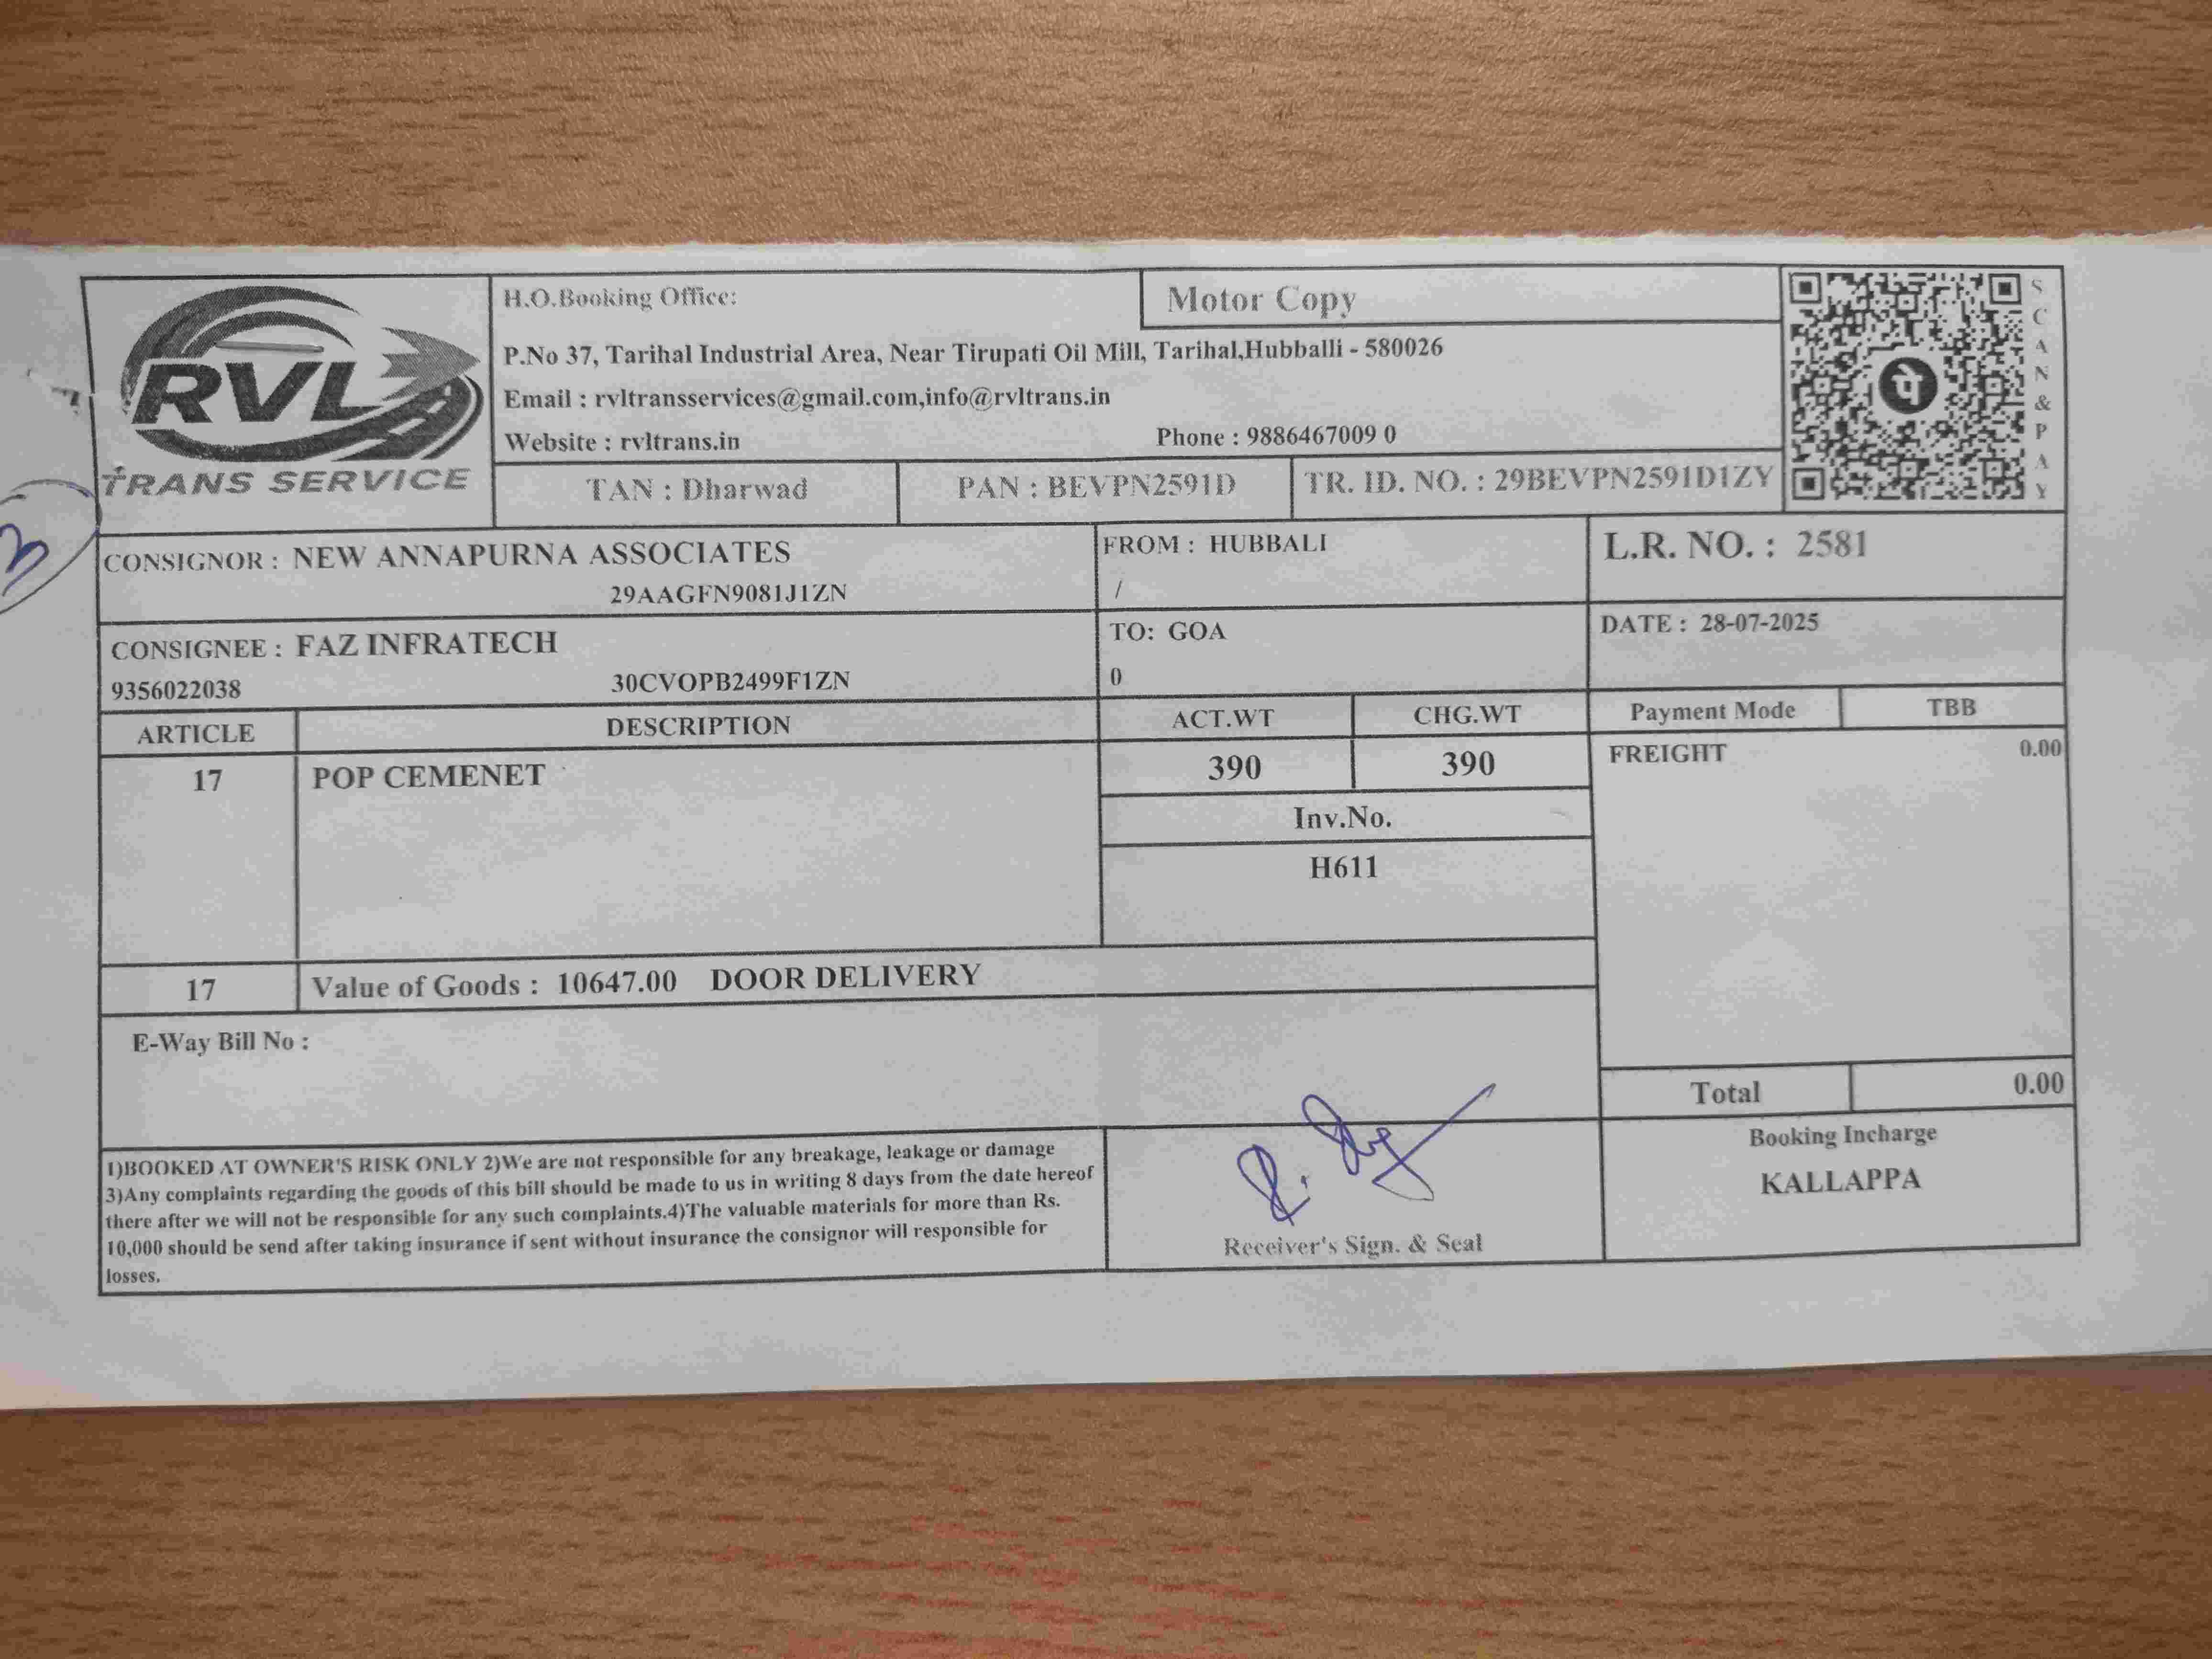 RVL
TRANS SERVICE
H.O.Booking Office:
Motor Copy
P.No 37, Tarihal Industrial Area, Near Tirupati Oil Mill, Tarihal,Hubballi - 580026
Email : rvltransservices@gmail.com,info@rvltrans.in
Website : rvltrans.in
Phone : 9886467009 0
TAN : Dharwad
PAN : BEVPN2591D
TR. ID. NO. : 29BEVPN2591D1ZY
पे
SCAN&PAY
3
CONSIGNOR : NEW ANNAPURNA ASSOCIATES
29AAGFN9081J1ZN
FROM : HUBBALI
/
L.R. NO. : 2581
CONSIGNEE : FAZ INFRATECH
9356022038 30CVOPB2499F1ZN
TO: GOA
0
DATE : 28-07-2025
ARTICLE DESCRIPTION ACT.WT CHG.WT Payment Mode TBB
17 POP CEMENET 390 390 FREIGHT 0.00
Inv.No.
H611
17 Value of Goods : 10647.00 DOOR DELIVERY
E-Way Bill No :
Total 0.00
1)BOOKED AT OWNER'S RISK ONLY 2)We are not responsible for any breakage, leakage or damage
3)Any complaints regarding the goods of this bill should be made to us in writing 8 days from the date hereof
there after we will not be responsible for any such complaints.4)The valuable materials for more than Rs.
10,000 should be send after taking insurance if sent without insurance the consignor will responsible for
losses.
Receiver's Sign. & Seal
Booking Incharge
KALLAPPA